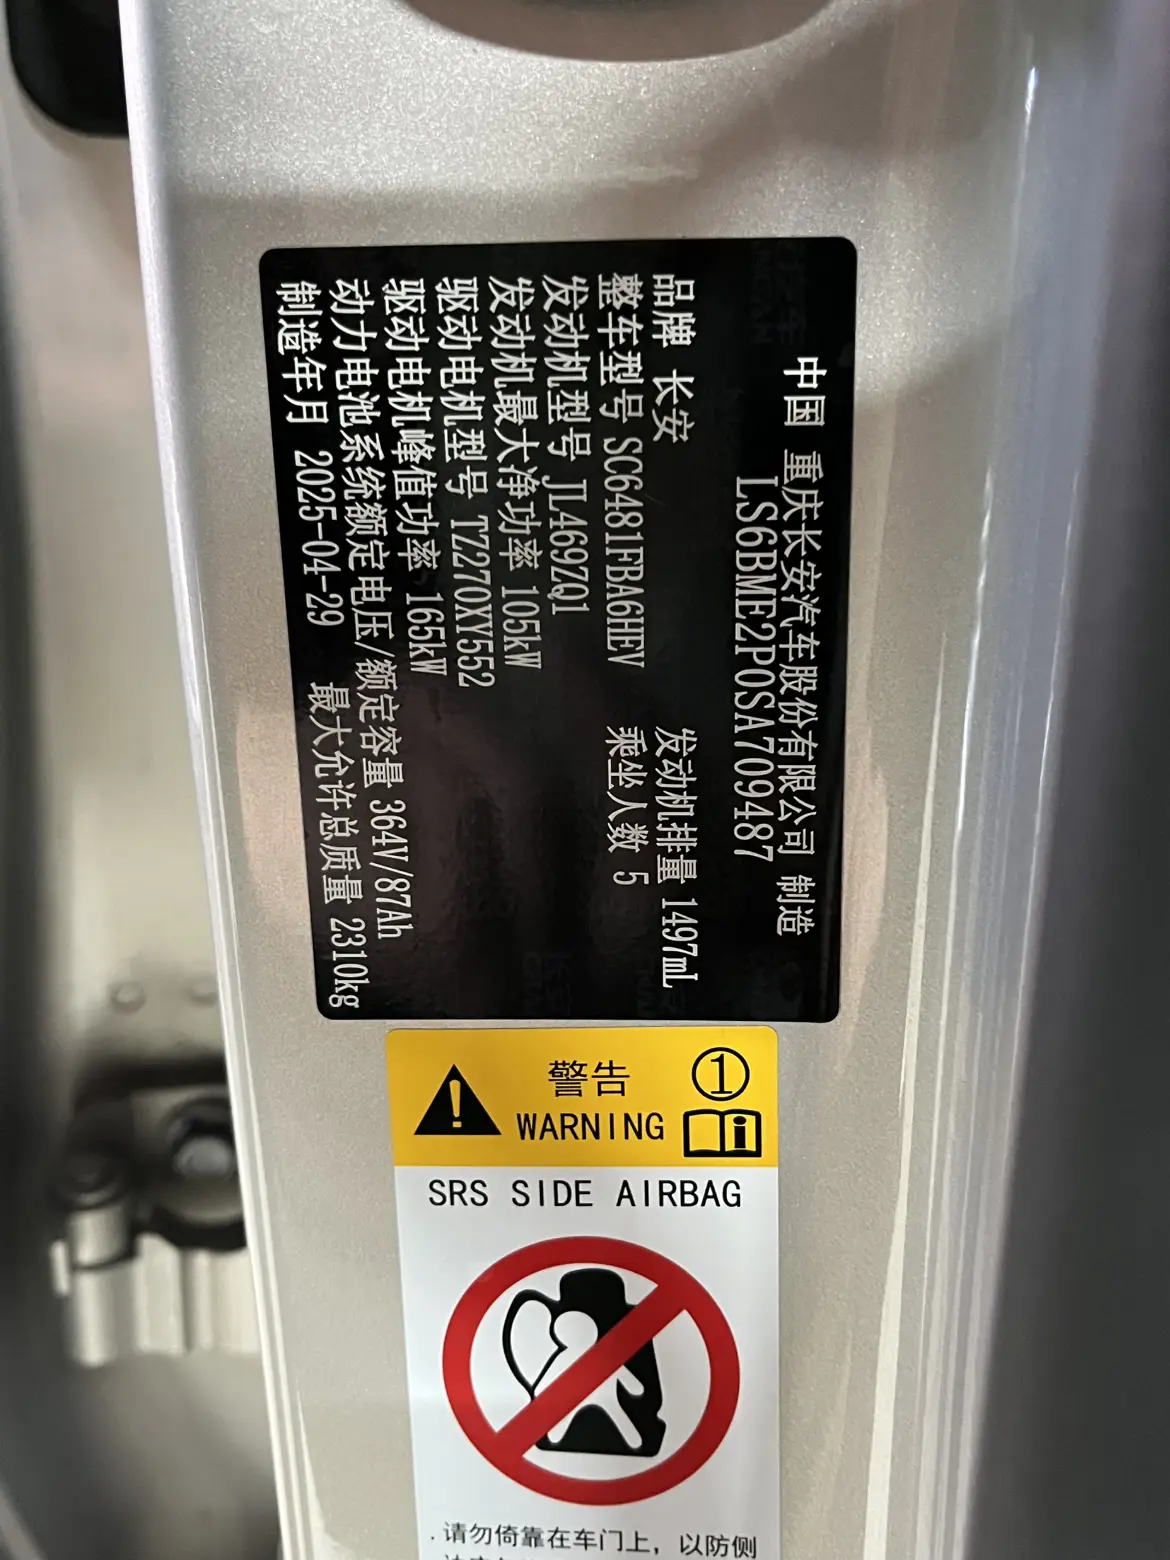 中国 重庆长安汽车股份有限公司 制造
LS6BME2P0SA709487
品牌 长安 发动机排量 1497mL
整车型号 SC6481FBA6HEV 乘坐人数 5
发动机型号 JL469ZQ1
发动机最大净功率 105kW
驱动电机型号 TZ270XY552
驱动电机峰值功率 165kW
动力电池系统额定电压/额定容量 364V/87Ah
制造年月 2025-04-29 最大允许总质量 2310kg
警告 ①
WARNING
SRS SIDE AIRBAG
.请勿倚靠在车门上，以防侧